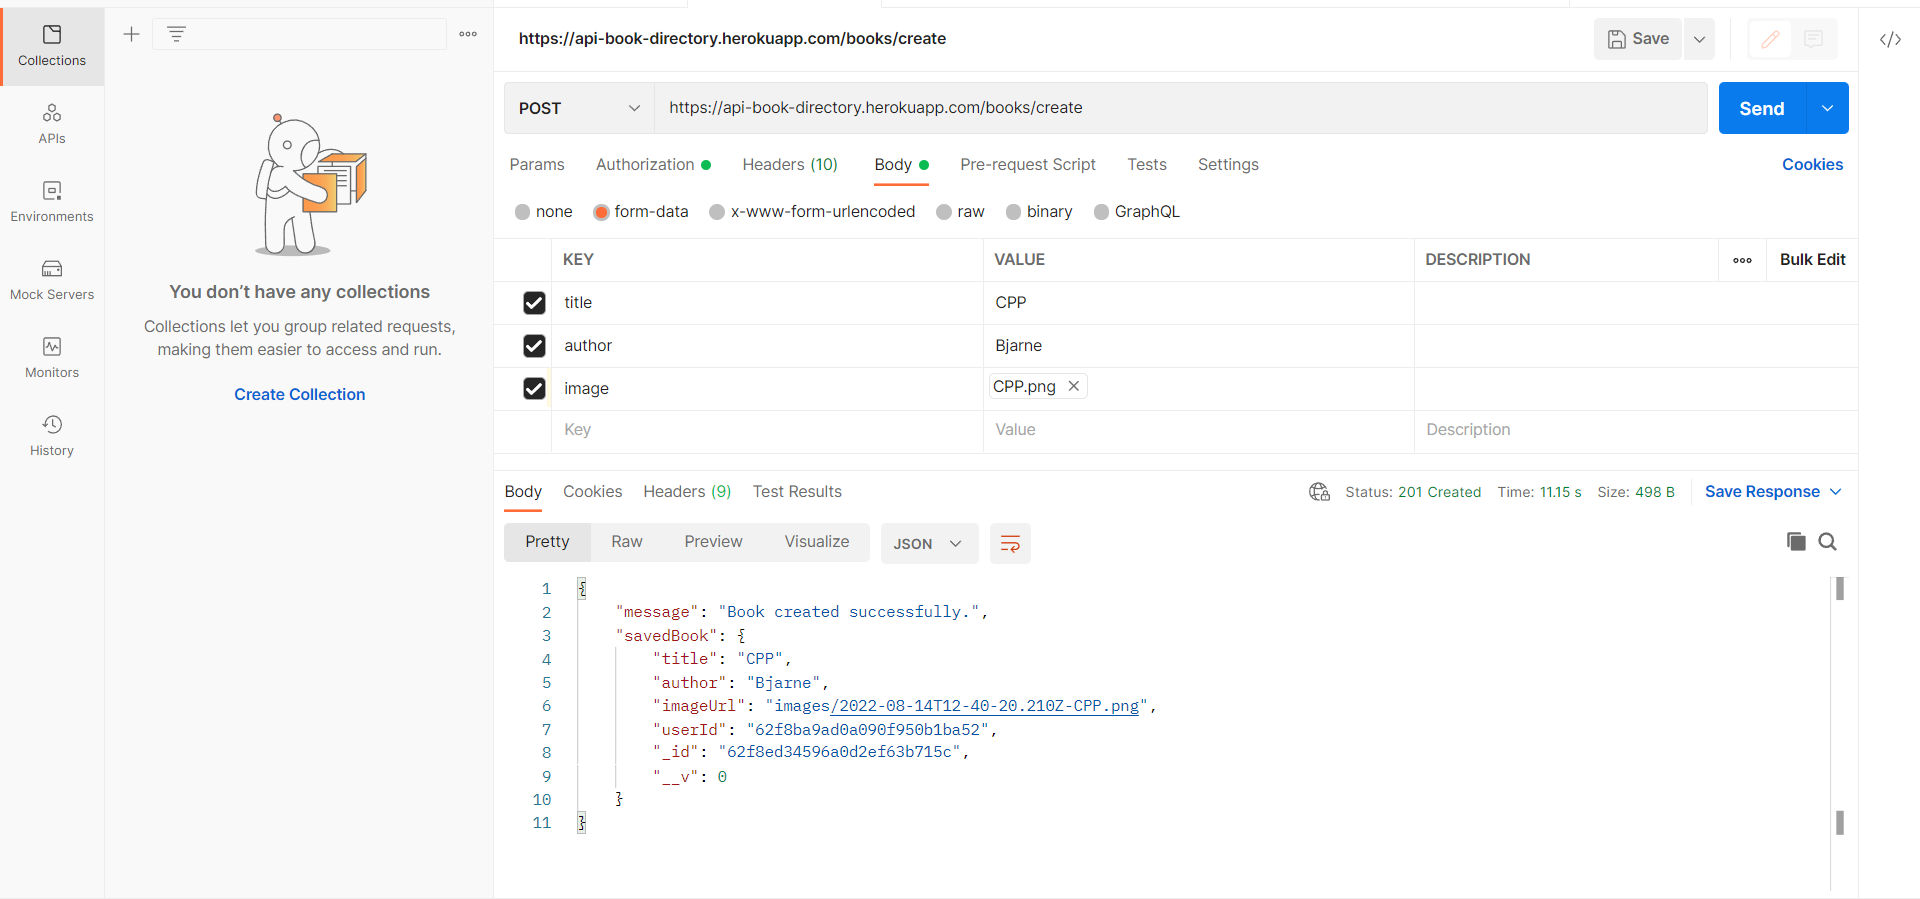 Collections
APIs
Environments
Mock Servers
Monitors
History
You don’t have any collections
Collections let you group related requests,
making them easier to access and run.
Create Collection
https://api-book-directory.herokuapp.com/books/create
Save
POST
https://api-book-directory.herokuapp.com/books/create
Send
Params Authorization Headers (10) Body Pre-request Script Tests Settings Cookies
none form-data x-www-form-urlencoded raw binary GraphQL
KEY VALUE DESCRIPTION Bulk Edit
title CPP
author Bjarne
image CPP.png
Key Value Description
Body Cookies Headers (9) Test Results Status: 201 Created Time: 11.15 s Size: 498 B Save Response
Pretty Raw Preview Visualize JSON
1 {
2 "message": "Book created successfully.",
3 "savedBook": {
4 "title": "CPP",
5 "author": "Bjarne",
6 "imageUrl": "images/2022-08-14T12-40-20.210Z-CPP.png",
7 "userId": "62f8ba9ad0a090f950b1ba52",
8 "_id": "62f8ed34596a0d2ef63b715c",
9 "__v": 0
10 }
11 }